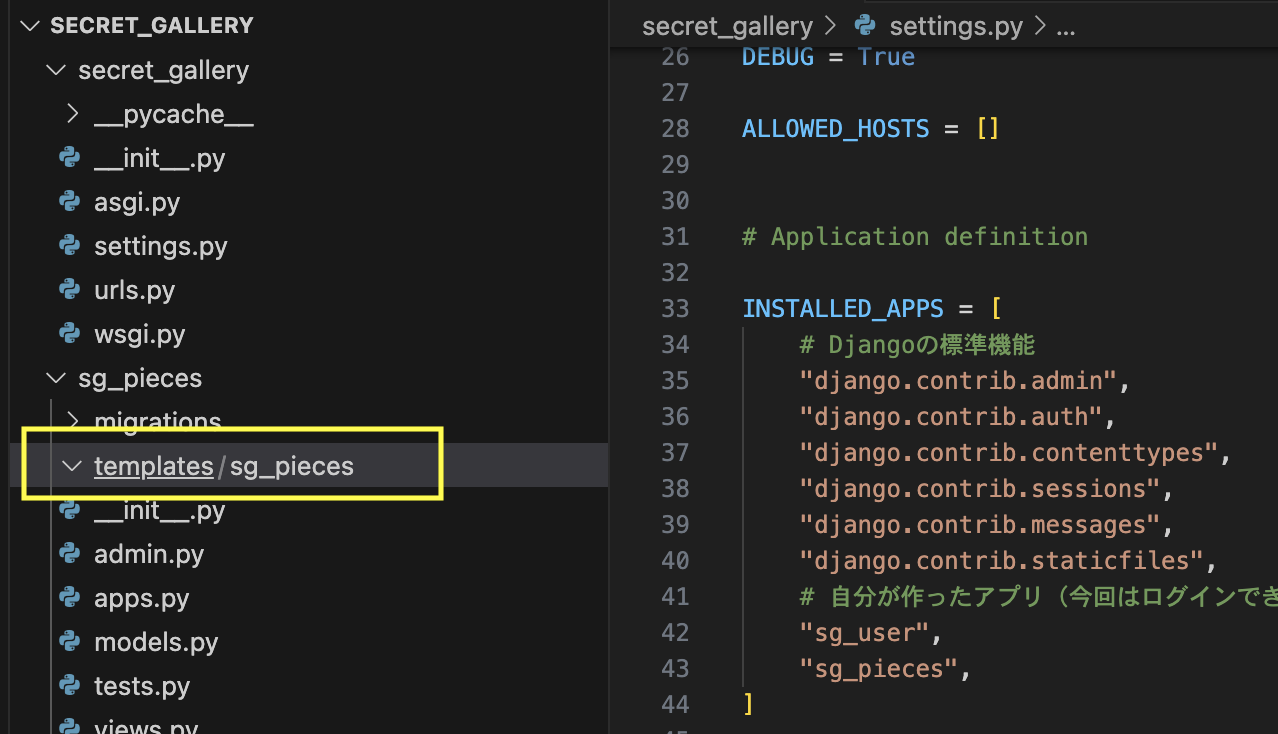 SECRET_GALLERY
secret_gallery
__pycache__
__init__.py
asgi.py
settings.py
urls.py
wsgi.py
sg_pieces
migrations
templates/sg_pieces
__init__.py
admin.py
apps.py
models.py
tests.py
views.py
secret_gallery > settings.py > ...
26 DEBUG = True
27
28 ALLOWED_HOSTS = []
29
30
31 # Application definition
32
33 INSTALLED_APPS = [
34 # Djangoの標準機能
35 "django.contrib.admin",
36 "django.contrib.auth",
37 "django.contrib.contenttypes",
38 "django.contrib.sessions",
39 "django.contrib.messages",
40 "django.contrib.staticfiles",
41 # 自分が作ったアプリ（今回はログインでき
42 "sg_user",
43 "sg_pieces",
44 ]